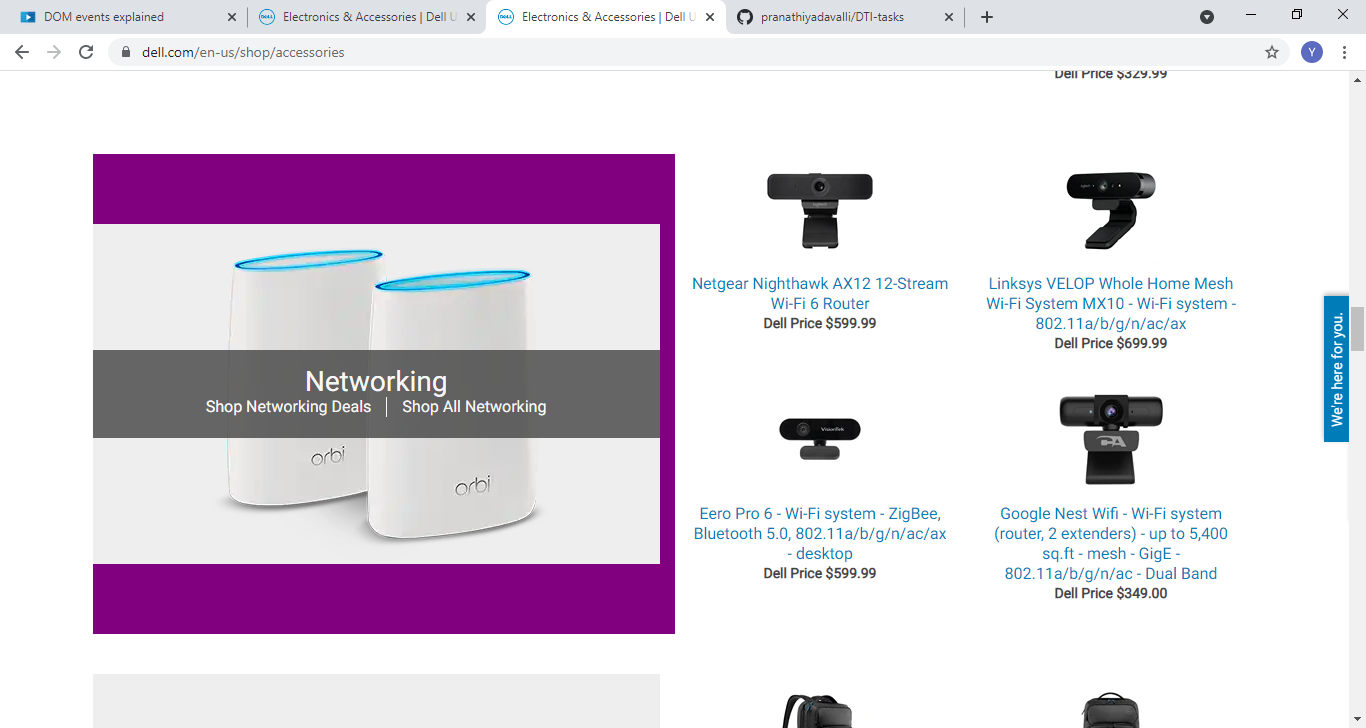 DOM events explained
Electronics & Accessories | Dell U
Electronics & Accessories | Dell U
pranathiyadavalli/DTI-tasks
dell.com/en-us/shop/accessories
Y
Dell Price $329.99
Netgear Nighthawk AX12 12-Stream
Wi-Fi 6 Router
Dell Price $599.99
Linksys VELOP Whole Home Mesh
Wi-Fi System MX10 - Wi-Fi system -
802.11a/b/g/n/ac/ax
Dell Price $699.99
Networking
Shop Networking Deals
Shop All Networking
orbi
orbi
We're here for you.
VisionTek
CA
Eero Pro 6 - Wi-Fi system - ZigBee,
Bluetooth 5.0, 802.11a/b/g/n/ac/ax
- desktop
Dell Price $599.99
Google Nest Wifi - Wi-Fi system
(router, 2 extenders) - up to 5,400
sq.ft - mesh - GigE -
802.11a/b/g/n/ac - Dual Band
Dell Price $349.00